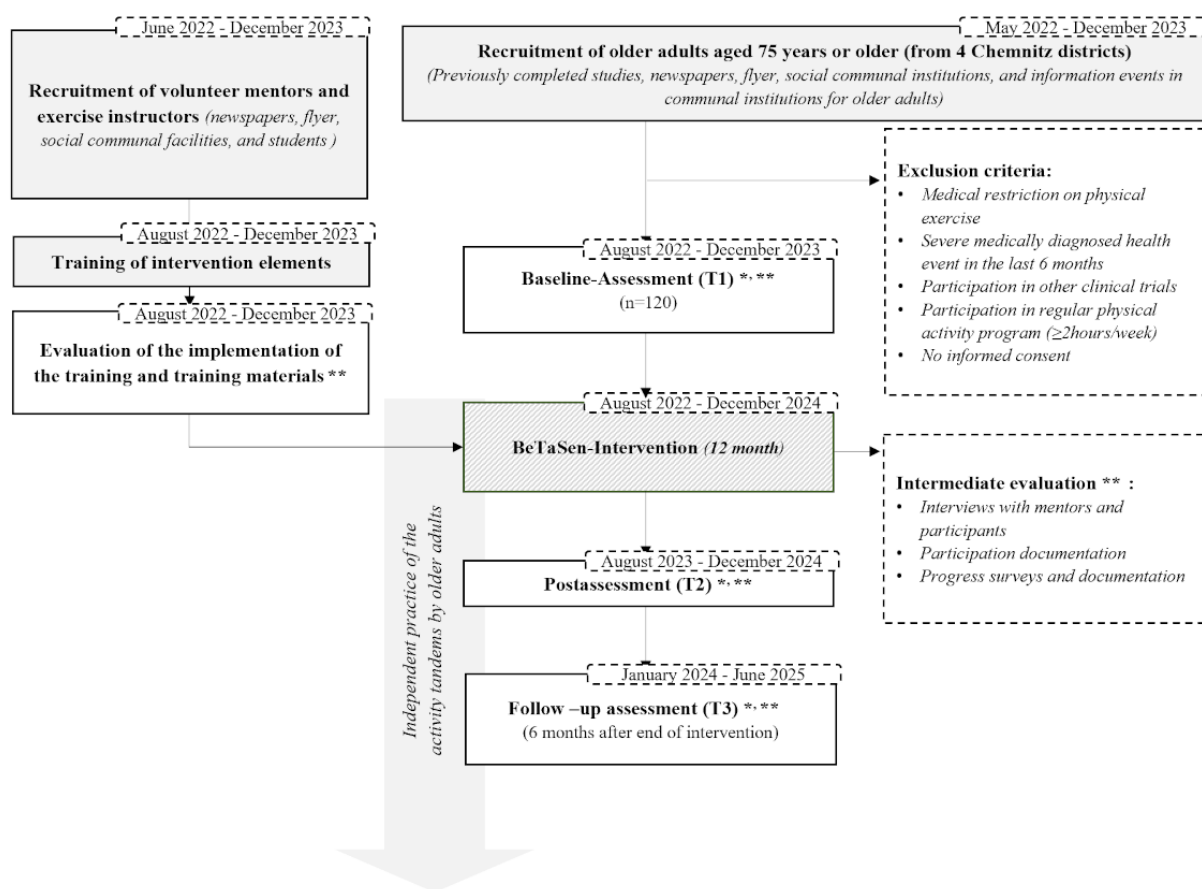 June 2022 - December 2023
Recruitment of volunteer mentors and
exercise instructors (newspapers, flyer,
social communal facilities, and students )
May 2022 - December 2023
Recruitment of older adults aged 75 years or older (from 4 Chemnitz districts)
(Previously completed studies, newspapers, flyer, social communal institutions, and information events in
communal institutions for older adults)
Exclusion criteria:
• Medical restriction on physical
exercise
• Severe medically diagnosed health
event in the last 6 months
• Participation in other clinical trials
• Participation in regular physical
activity program (≥2hours/week)
• No informed consent
August 2022 - December 2023
Training of intervention elements
August 2022 - December 2023
Baseline-Assessment (T1) *, **
(n=120)
August 2022 - December 2023
Evaluation of the implementation of
the training and training materials **
August 2022 - December 2024
BeTaSen-Intervention (12 month)
Intermediate evaluation ** :
• Interviews with mentors and
participants
• Participation documentation
• Progress surveys and documentation
Independent practice of the
activity tandems by older adults
August 2023 - December 2024
Postassessment (T2) *, **
January 2024 - June 2025
Follow –up assessment (T3) *, **
(6 months after end of intervention)